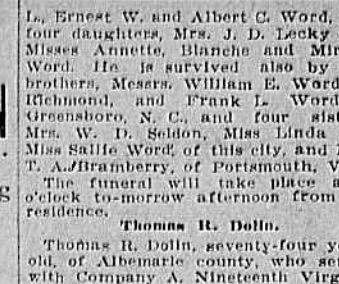 L., Ernest W. and Albert C. Word,
four daughters, Mrs. J. D. Lecky
Misses Annette, Blanche and
Word. He is survived also by
brothers, Messrs. William E. Word
Richmond, and Frank L. Word
Greensboro, N. C., and four
Mrs. W. D. Seldon, Miss Linda
Miss Sallie Word, of this city, and
T. A. Bramberry, of Portsmouth, V
The funeral will take place a
o'clock to-morrow afternoon from
residence.
Thomas R. Dolin.
Thomas R. Dolin, seventy-four
old, of Albemarle county, who
with Company A, Nineteenth